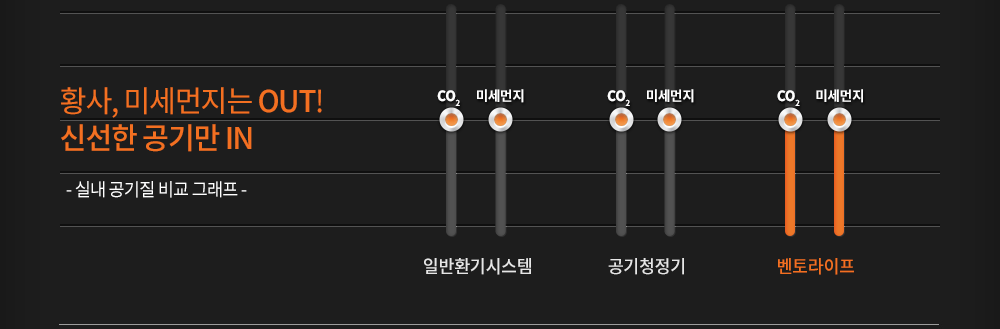 황사, 미세먼지는 OUT!
신선한 공기만 IN
- 실내 공기질 비교 그래프 -
CO₂ 미세먼지
CO₂ 미세먼지
CO₂ 미세먼지
일반환기시스템
공기청정기
벤토라이프